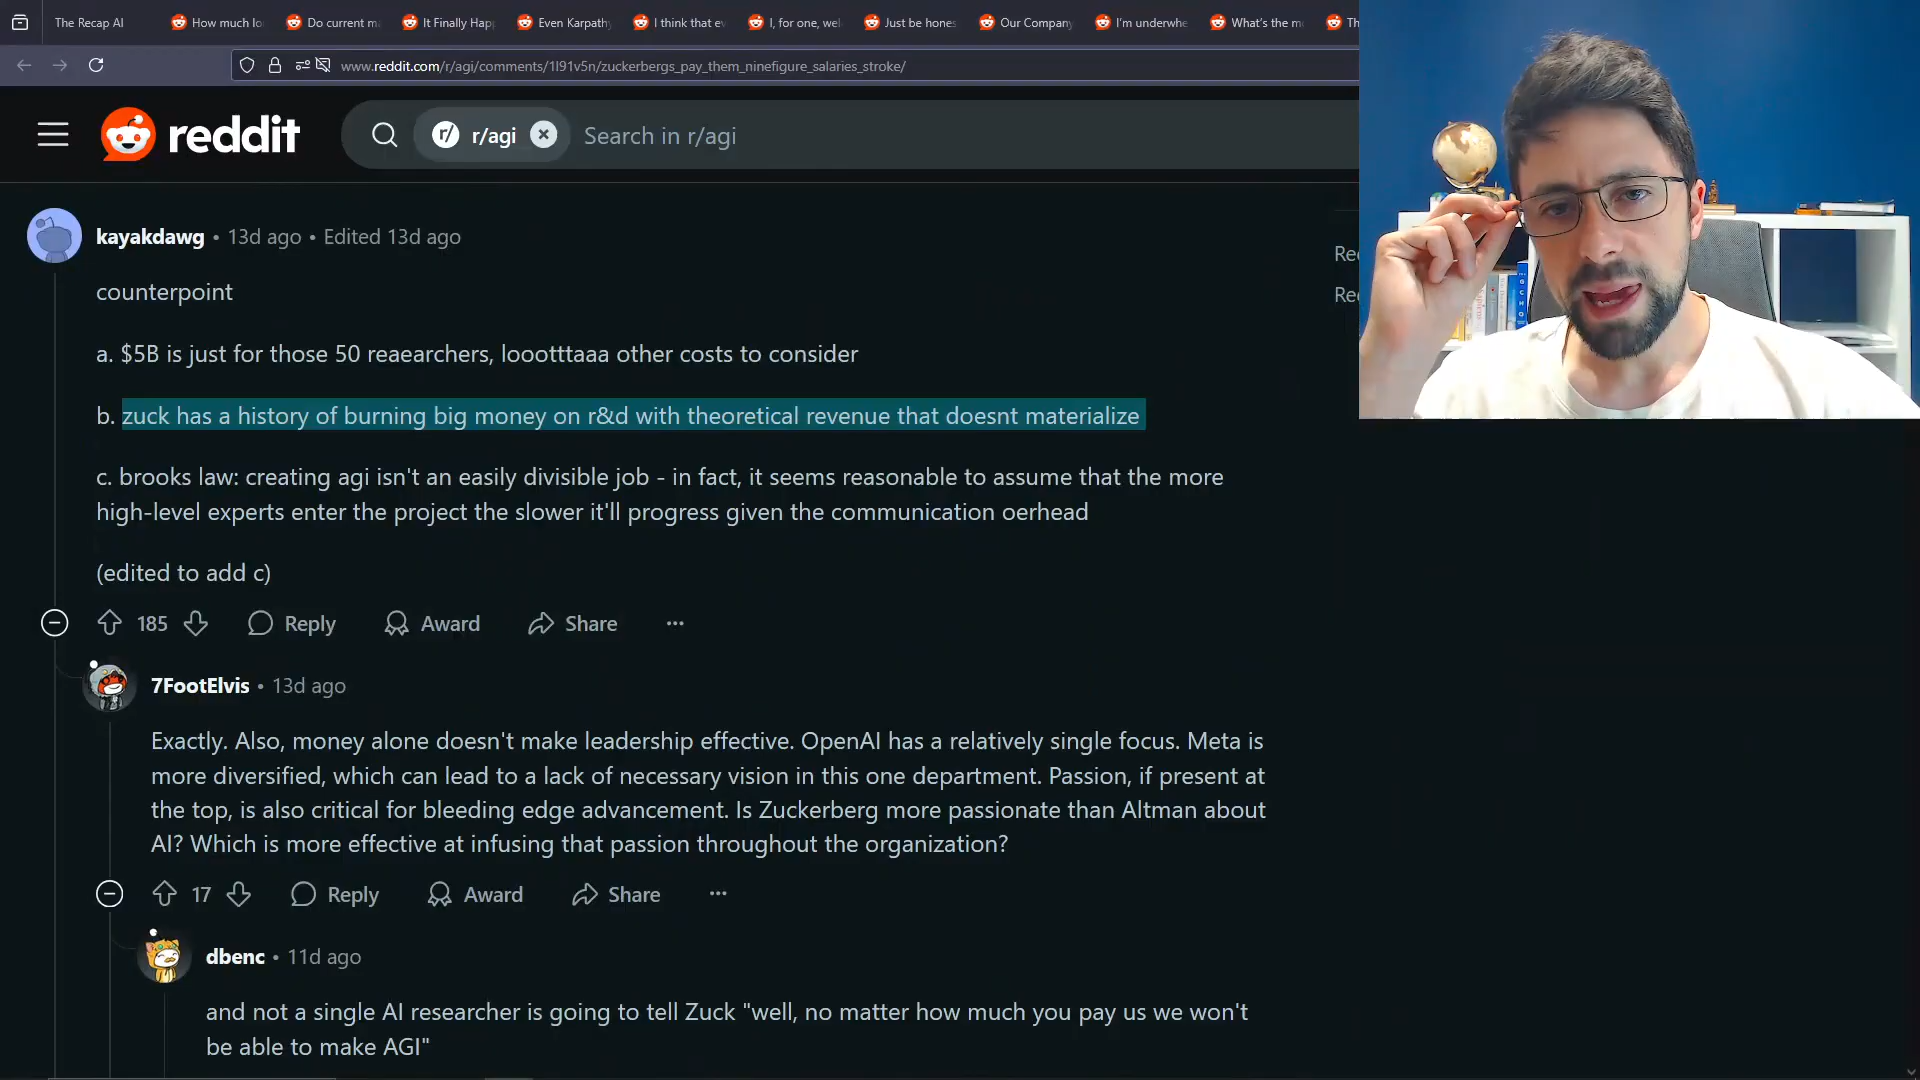 The Recap AI
How much lo
Do current m
It Finally Hap
Even Karpath
I think that ev
I, for one, wel
Just be hones
Our Company
I'm underwhe
What's the m
Th
www.reddit.com/r/agi/comments/1l91v5n/zuckerbergs_pay_them_ninefigure_salaries_stroke/
reddit
r/ r/agi
Search in r/agi
kayakdawg • 13d ago • Edited 13d ago
counterpoint
a. $5B is just for those 50 reaearchers, loootttaaa other costs to consider
b. zuck has a history of burning big money on r&d with theoretical revenue that doesnt materialize
c. brooks law: creating agi isn't an easily divisible job - in fact, it seems reasonable to assume that the more
high-level experts enter the project the slower it'll progress given the communication oerhead
(edited to add c)
185 Reply Award Share
7FootElvis • 13d ago
Exactly. Also, money alone doesn't make leadership effective. OpenAI has a relatively single focus. Meta is
more diversified, which can lead to a lack of necessary vision in this one department. Passion, if present at
the top, is also critical for bleeding edge advancement. Is Zuckerberg more passionate than Altman about
AI? Which is more effective at infusing that passion throughout the organization?
17 Reply Award Share
dbenc • 11d ago
and not a single AI researcher is going to tell Zuck "well, no matter how much you pay us we won't
be able to make AGI"
Re
Re